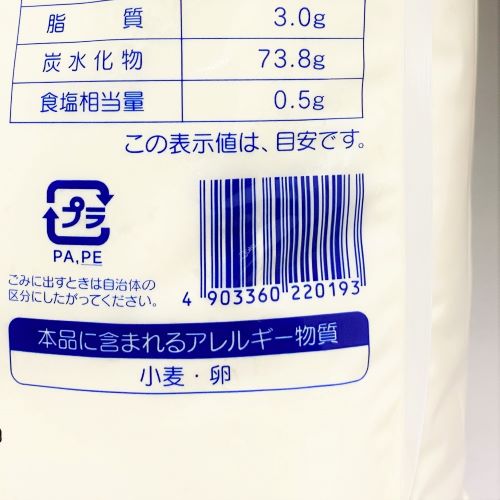 脂質 3.0g
炭水化物 73.8g
食塩相当量 0.5g
この表示値は、目安です。
プラ
PA,PE
ごみに出すときは自治体の
区分にしたがってください。
4 903360 220193
本品に含まれるアレルギー物質
小麦・卵